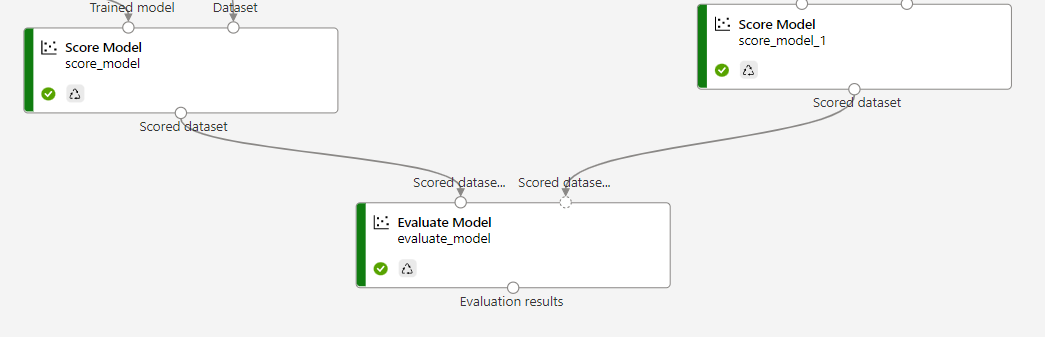 Trained model
Dataset
Score Model
score_model
Scored dataset
Score Model
score_model_1
Scored dataset
Scored datase...
Scored datase...
Evaluate Model
evaluate_model
Evaluation results